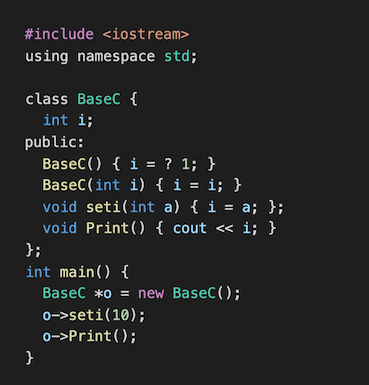 #include <iostream>
using namespace std;

class BaseC {
  int i;
public:
  BaseC() { i = ? 1; }
  BaseC(int i) { i = i; }
  void seti(int a) { i = a; };
  void Print() { cout << i; }
};
int main() {
  BaseC *o = new BaseC();
  o->seti(10);
  o->Print();
}